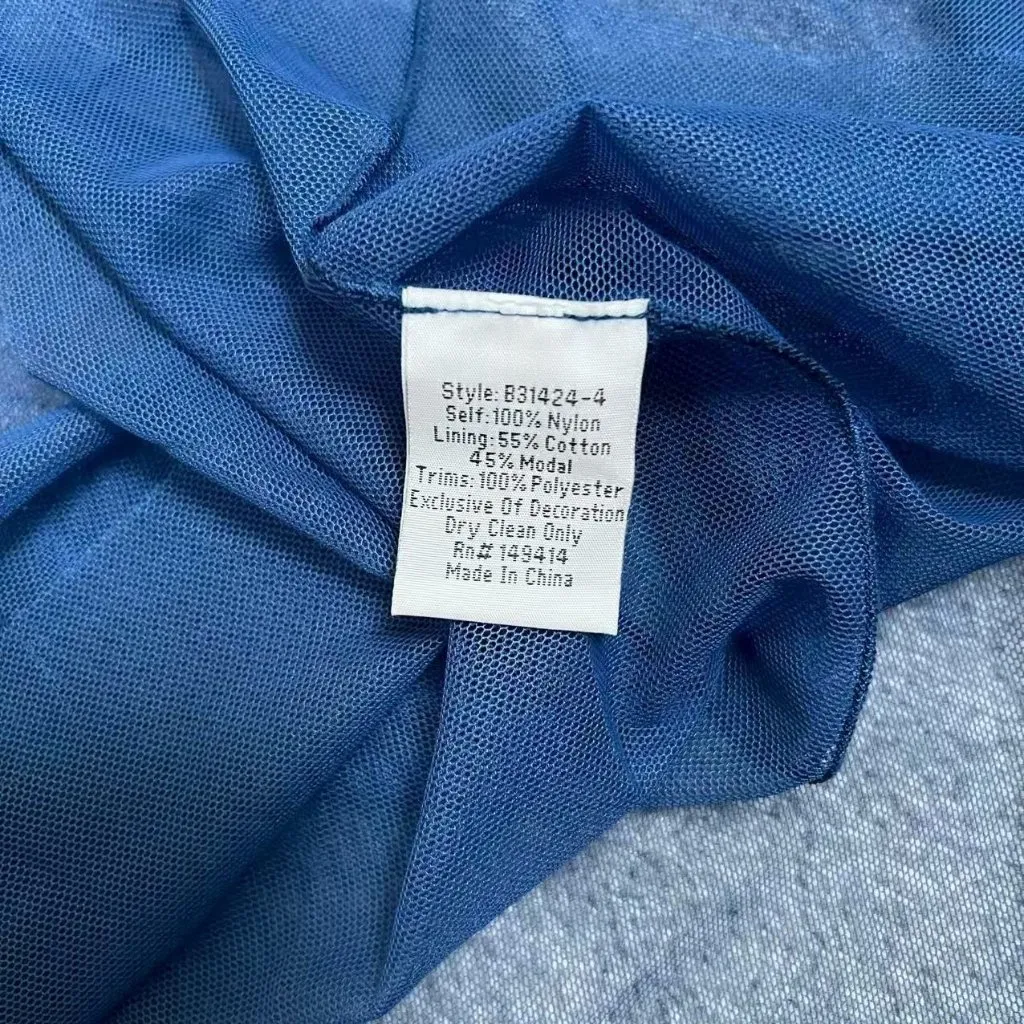 Style: B31424-4
Self:100% Nylon
Lining:55% Cotton
45% Modal
Trims:100% Polyester
Exclusive Of Decoration
Dry Clean Only
Rn# 149414
Made In China